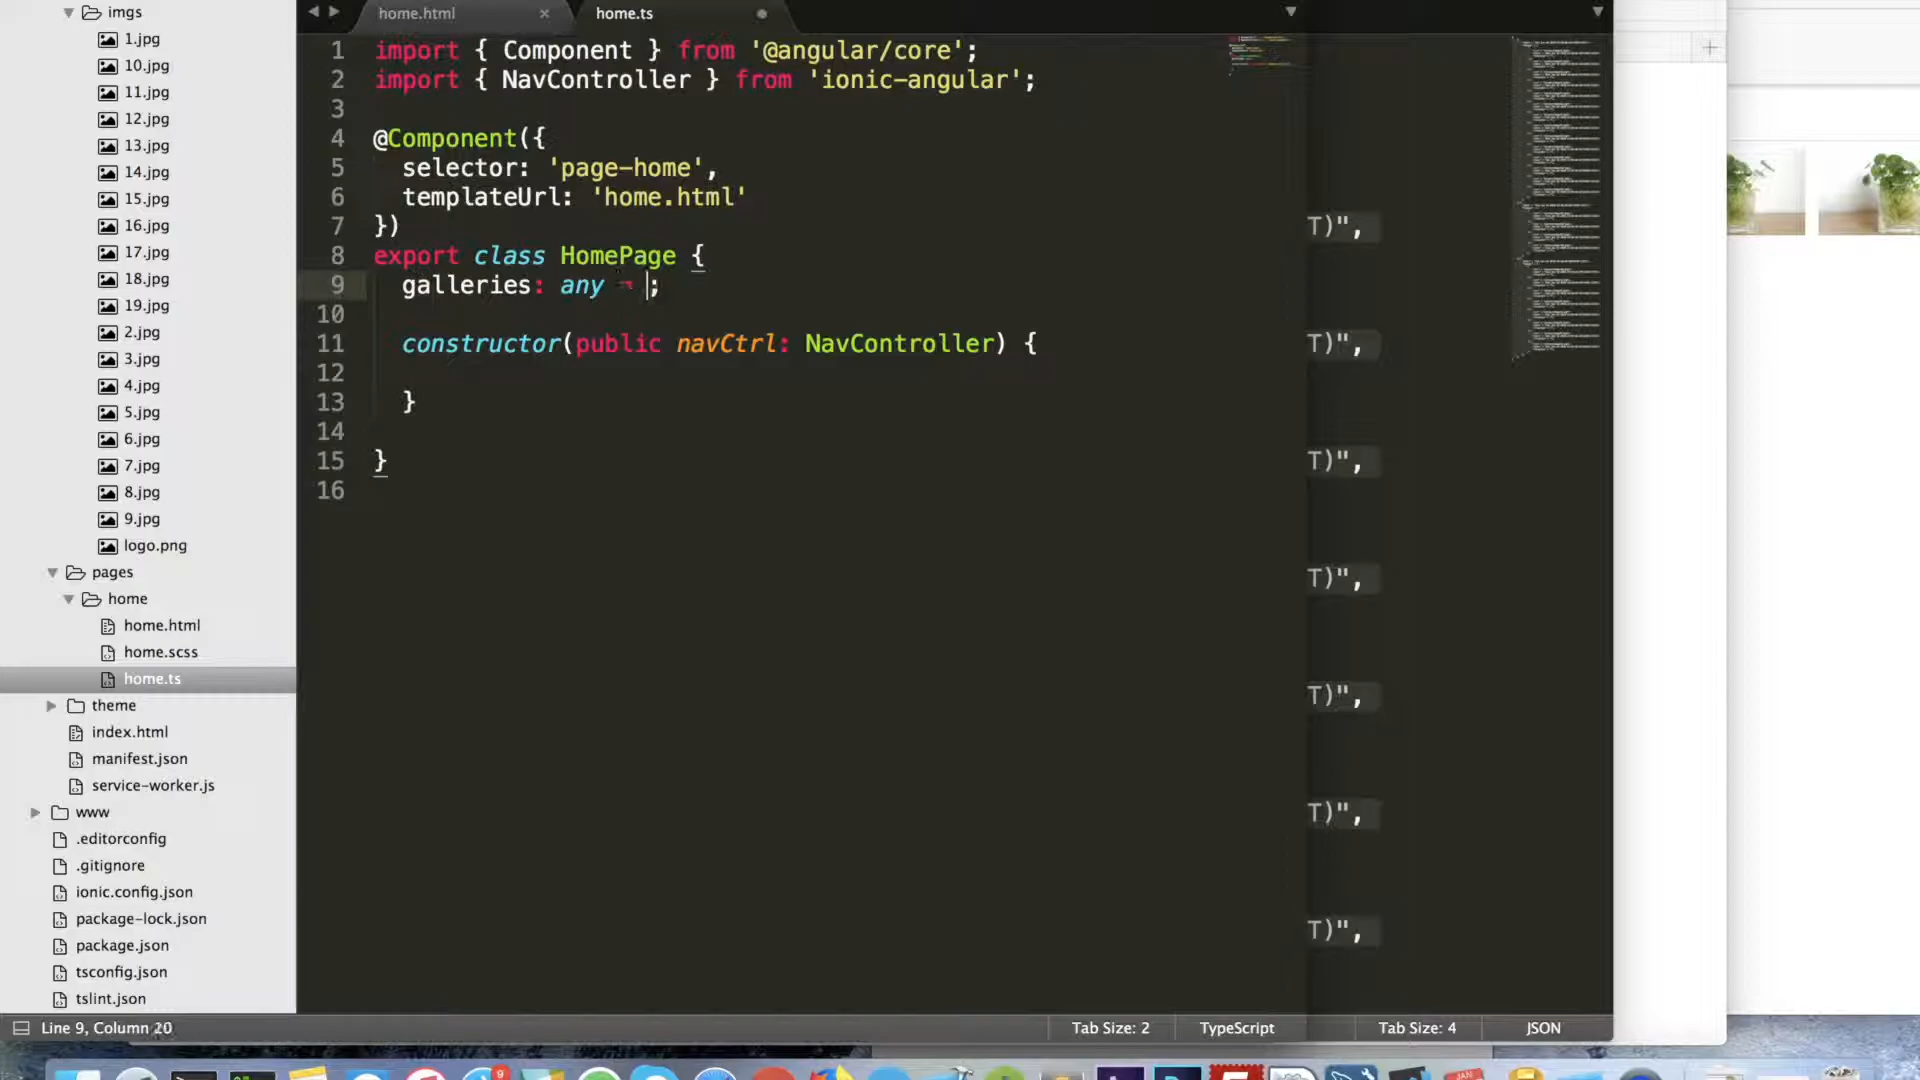 imgs
1.jpg
10.jpg
11.jpg
12.jpg
13.jpg
14.jpg
15.jpg
16.jpg
17.jpg
18.jpg
19.jpg
2.jpg
3.jpg
4.jpg
5.jpg
6.jpg
7.jpg
8.jpg
9.jpg
logo.png
pages
home
home.html
home.scss
home.ts
theme
index.html
manifest.json
service-worker.js
www
.editorconfig
.gitignore
ionic.config.json
package-lock.json
package.json
tsconfig.json
tslint.json
home.html × home.ts
1 import { Component } from '@angular/core';
2 import { NavController } from 'ionic-angular';
3
4 @Component({
5 selector: 'page-home',
6 templateUrl: 'home.html'
7 })
8 export class HomePage {
9 galleries: any = ;
10
11 constructor(public navCtrl: NavController) {
12
13 }
14
15 }
16
T)",
T)",
T)",
T)",
T)",
T)",
T)",
Line 9, Column 20
Tab Size: 2 TypeScript
Tab Size: 4 JSON
9
JAN